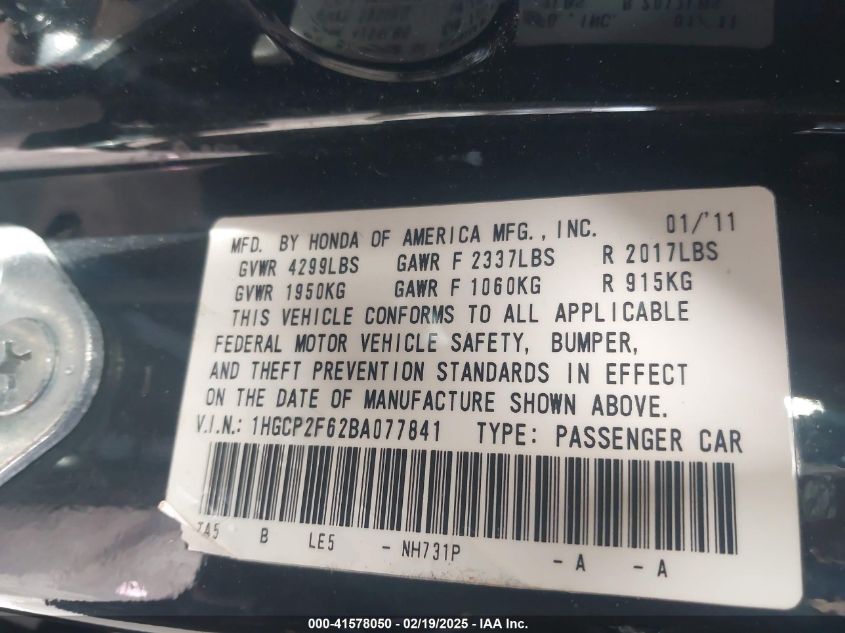 MFD. BY HONDA OF AMERICA MFG., INC. 01/'11
GVWR 4299LBS GAWR F 2337LBS R 2017LBS
GVWR 1950KG GAWR F 1060KG R 915KG
THIS VEHICLE CONFORMS TO ALL APPLICABLE
FEDERAL MOTOR VEHICLE SAFETY, BUMPER,
AND THEFT PREVENTION STANDARDS IN EFFECT
ON THE DATE OF MANUFACTURE SHOWN ABOVE.
V.I.N.: 1HGCP2F62BA077841 TYPE: PASSENGER CAR
B LE5 - NH731P - A - A
000-41578050 - 02/19/2025 - IAA Inc.